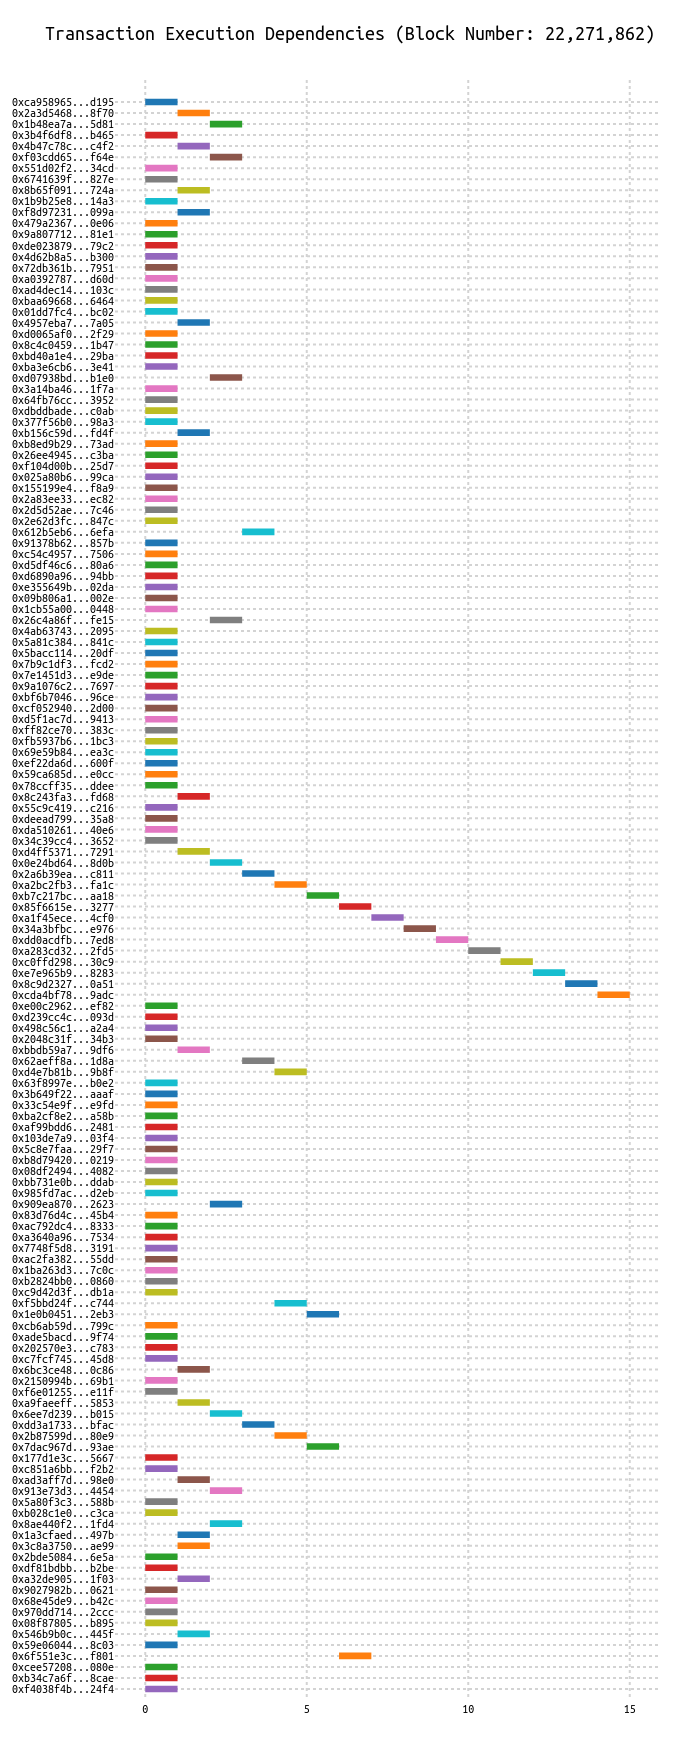 Transaction Execution Dependencies (Block Number: 22,271,862)
0xca958965...d195
0x2a3d5468...8f70
0x1b48ea7a...5d81
0x3b4f6df8...b465
0x4b47c78c...c4f2
0xf03cdd65...f64e
0x551d02f2...34cd
0x6741639f...827e
0x8b65f091...724a
0x1b9b25e8...14a3
0xf8d97231...099a
0x479a2367...0e06
0x9a807712...81e1
0xde023879...79c2
0x4d62b8a5...b300
0x72db361b...7951
0xa0392787...d60d
0xad4dec14...103c
0xbaa69668...6464
0x01dd7fc4...bc02
0x4957eba7...7a05
0xd0065af0...2f29
0x8c4c0459...1b47
0xbd40a1e4...29ba
0xba3e6cb6...3e41
0xd07938bd...b1e0
0x3a14ba46...1f7a
0x64fb76cc...3952
0xdbddbade...c0ab
0x377f56b0...98a3
0xb156c59d...fd4f
0xb8ed9b29...73ad
0x26ee4945...c3ba
0xf104d00b...25d7
0x025a80b6...99ca
0x155199e4...f8a9
0x2a83ee33...ec82
0x2d5d52ae...7c46
0x2e62d3fc...847c
0x612b5eb6...6efa
0x91378b62...857b
0xc54c4957...7506
0xd5df46c6...80a6
0xd6890a96...94bb
0xe355649b...02da
0x09b806a1...002e
0x1cb55a00...0448
0x26c4a86f...fe15
0x4ab63743...2095
0x5a81c384...841c
0x5bacc114...20df
0x7b9c1df3...fcd2
0x7e1451d3...e9de
0x9a1076c2...7697
0xbf6b7046...96ce
0xcf052940...2d00
0xd5f1ac7d...9413
0xff82ce70...383c
0xfb5937b6...1bc3
0x69e59b84...ea3c
0xef22da6d...600f
0x59ca685d...e0cc
0x78ccff35...ddee
0x8c243fa3...fd68
0x55c9c419...c216
0xdeead799...35a8
0xda510261...40e6
0x34c39cc4...3652
0xd4ff5371...7291
0x0e24bd64...8d0b
0x2a6b39ea...c811
0xa2bc2fb3...fa1c
0xb7c217bc...aa18
0x85f6615e...3277
0xa1f45ece...4cf0
0x34a3bfbc...e976
0xdd0acdfb...7ed8
0xa283cd32...2fd5
0xc0ffd298...30c9
0xe7e965b9...8283
0x8c9d2327...0a51
0xcda4bf78...9adc
0xe00c2962...ef82
0xd239cc4c...093d
0x498c56c1...a2a4
0x2048c31f...34b3
0xbbdb59a7...9df6
0x62aeff8a...1d8a
0xd4e7b81b...9b8f
0x63f8997e...b0e2
0x3b649f22...aaaf
0x33c54e9f...e9fd
0xba2cf8e2...a58b
0xaf99bdd6...2481
0x103de7a9...03f4
0x5c8e7faa...29f7
0xb8d79420...0219
0x08df2494...4082
0xbb731e0b...ddab
0x985fd7ac...d2eb
0x909ea870...2623
0x83d76d4c...45b4
0xac792dc4...8333
0xa3640a96...7534
0x7748f5d8...3191
0xac2fa382...55dd
0x1ba263d3...7c0c
0xb2824bb0...0860
0xc9d42d3f...db1a
0xf5bbd24f...c744
0x1e0b0451...2eb3
0xcb6ab59d...799c
0xade5bacd...9f74
0x202570e3...c783
0xc7fcf745...45d8
0x6bc3ce48...0c86
0x2150994b...69b1
0xf6e01255...e11f
0xa9faeeff...5853
0x6ee7d239...b015
0xdd3a1733...bfac
0x2b87599d...80e9
0x7dac967d...93ae
0x177d1e3c...5667
0xc851a6bb...f2b2
0xad3aff7d...98e0
0x913e73d3...4454
0x5a80f3c3...588b
0xb028c1e0...c3ca
0x8ae440f2...1fd4
0x1a3cfaed...497b
0x3c8a3750...ae99
0x2bde5084...6e5a
0xdf81bdbb...b2be
0xa32de905...1f03
0x9027982b...0621
0x68e45de9...b42c
0x970dd714...2ccc
0x08f87805...b895
0x546b9b0c...445f
0x59e06044...8c03
0x6f551e3c...f801
0xcee57208...080e
0xb34c7a6f...8cae
0xf4038f4b...24f4
0 5 10 15